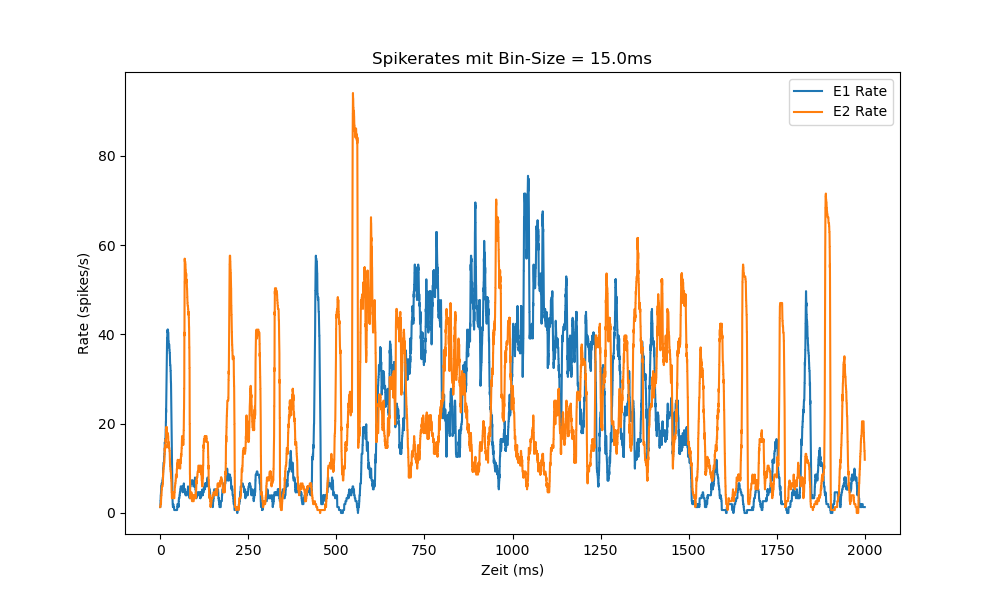 Spikerates mit Bin-Size = 15.0ms
E1 Rate
E2 Rate
Rate (spikes/s)
80
60
40
20
0
0 250 500 750 1000 1250 1500 1750 2000
Zeit (ms)